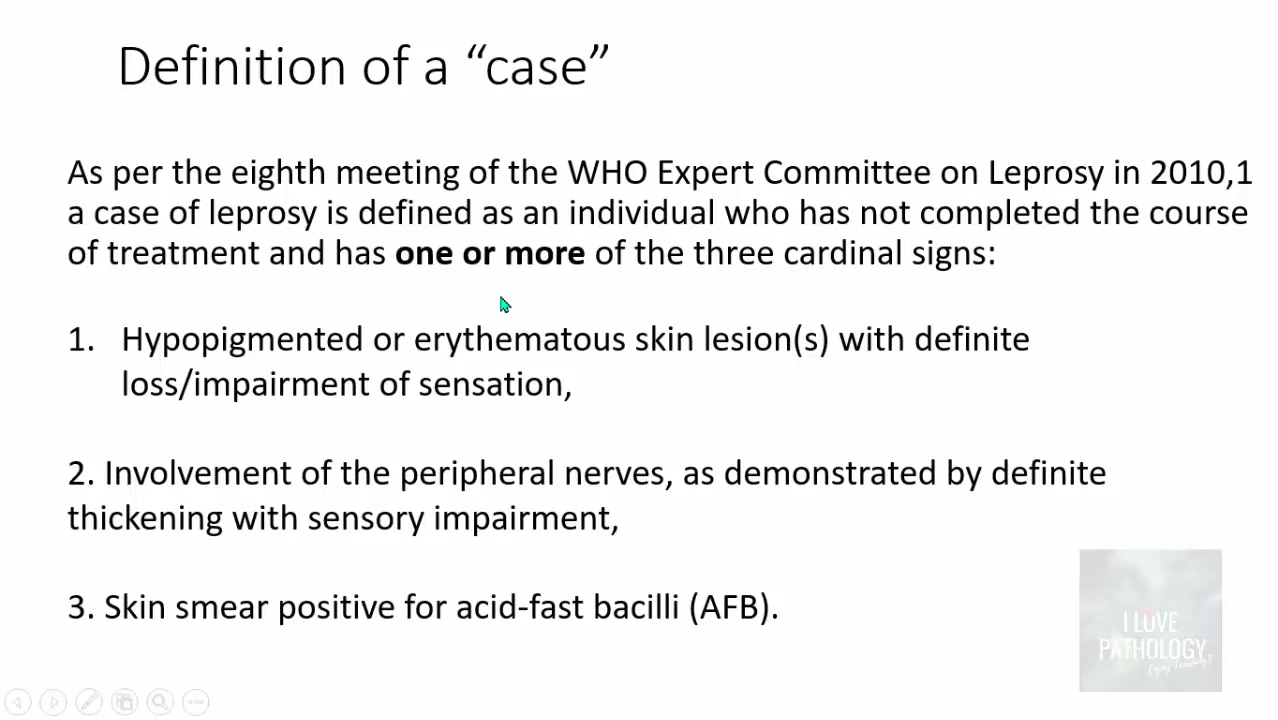 Definition of a “case”
As per the eighth meeting of the WHO Expert Committee on Leprosy in 2010,1
a case of leprosy is defined as an individual who has not completed the course
of treatment and has one or more of the three cardinal signs:
1. Hypopigmented or erythematous skin lesion(s) with definite
loss/impairment of sensation,
2. Involvement of the peripheral nerves, as demonstrated by definite
thickening with sensory impairment,
3. Skin smear positive for acid-fast bacilli (AFB).
I LOVE
PATHOLOGY